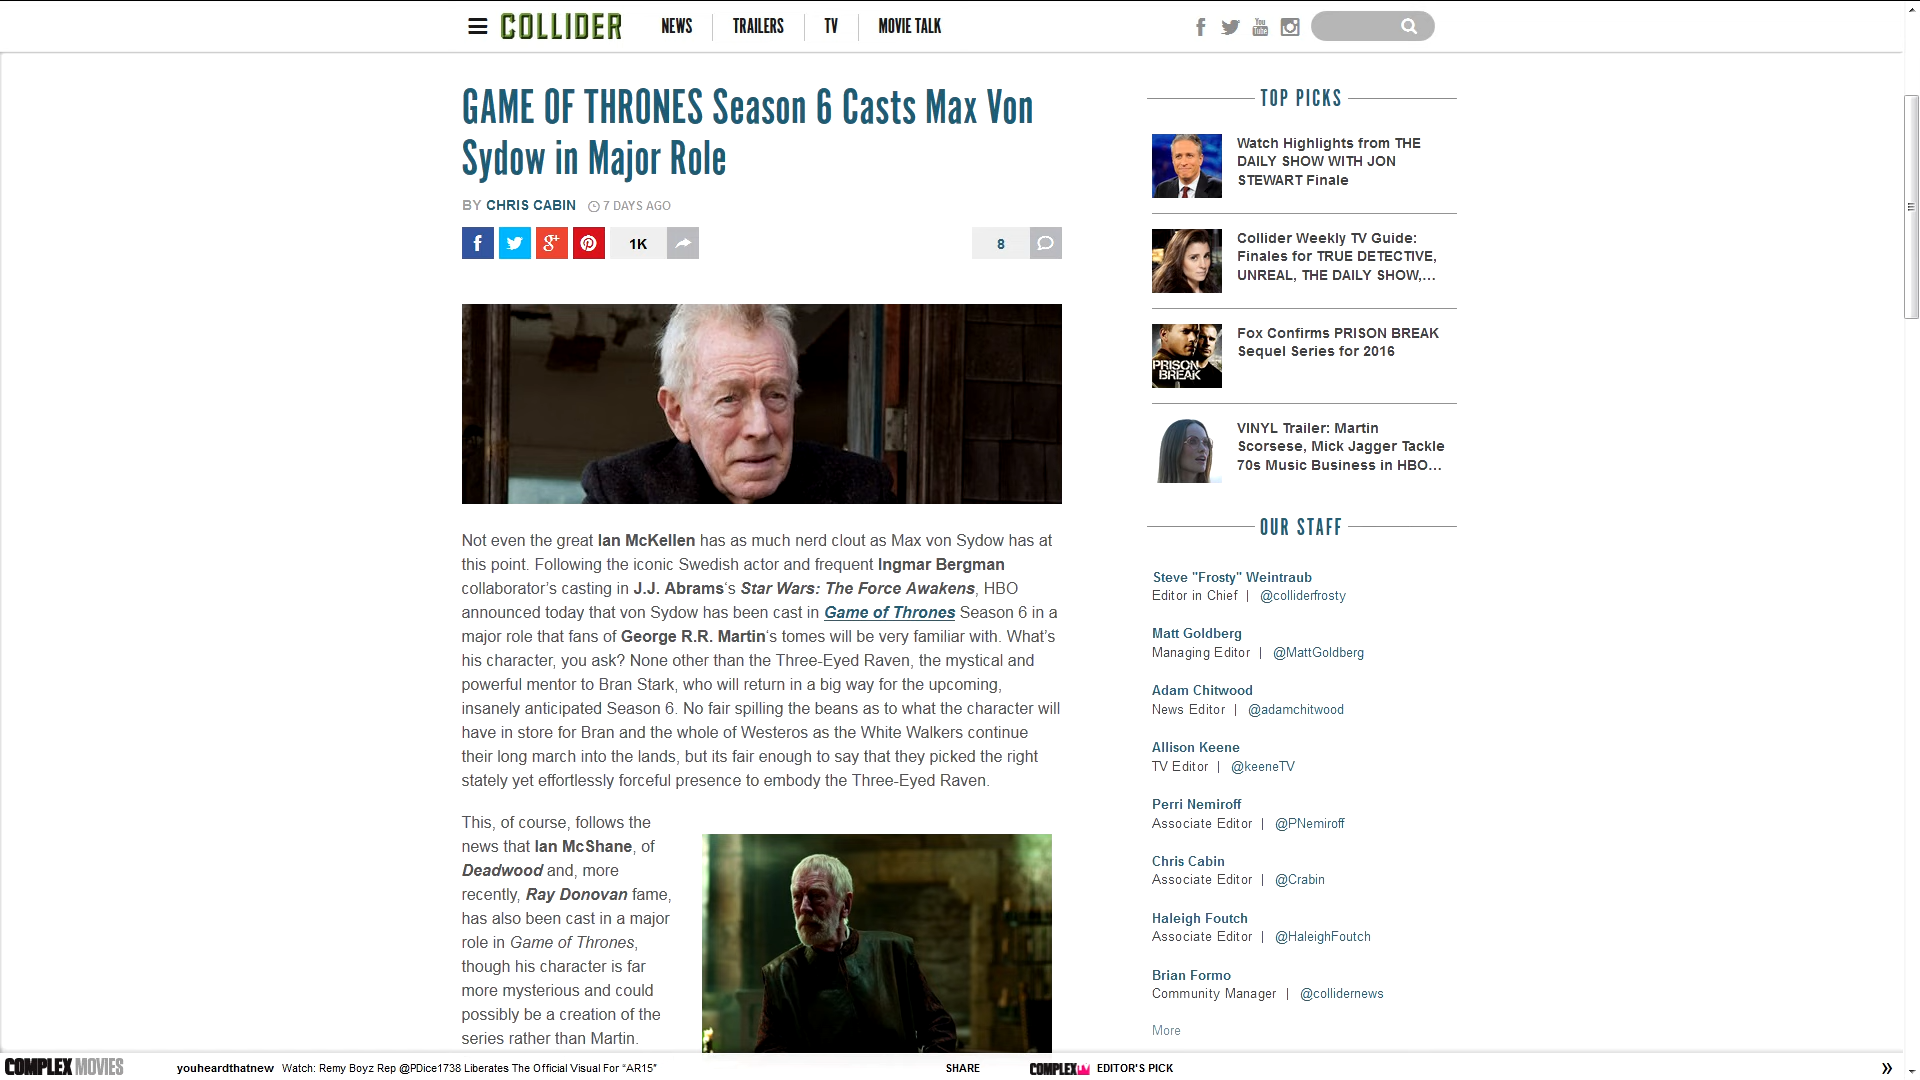 COLLIDER NEWS TRAILERS TV MOVIE TALK
GAME OF THRONES Season 6 Casts Max Von
Sydow in Major Role
BY CHRIS CABIN 7 DAYS AGO
1K 8
Not even the great Ian McKellen has as much nerd clout as Max von Sydow has at
this point. Following the iconic Swedish actor and frequent Ingmar Bergman
collaborator’s casting in J.J. Abrams‘s Star Wars: The Force Awakens, HBO
announced today that von Sydow has been cast in Game of Thrones Season 6 in a
major role that fans of George R.R. Martin‘s tomes will be very familiar with. What’s
his character, you ask? None other than the Three-Eyed Raven, the mystical and
powerful mentor to Bran Stark, who will return in a big way for the upcoming,
insanely anticipated Season 6. No fair spilling the beans as to what the character will
have in store for Bran and the whole of Westeros as the White Walkers continue
their long march into the lands, but its fair enough to say that they picked the right
stately yet effortlessly forceful presence to embody the Three-Eyed Raven.
This, of course, follows the
news that Ian McShane, of
Deadwood and, more
recently, Ray Donovan fame,
has also been cast in a major
role in Game of Thrones,
though his character is far
more mysterious and could
possibly be a creation of the
series rather than Martin.
TOP PICKS
Watch Highlights from THE
DAILY SHOW WITH JON
STEWART Finale
Collider Weekly TV Guide:
Finales for TRUE DETECTIVE,
UNREAL, THE DAILY SHOW,...
PRISON
BREAK
Fox Confirms PRISON BREAK
Sequel Series for 2016
VINYL Trailer: Martin
Scorsese, Mick Jagger Tackle
70s Music Business in HBO...
OUR STAFF
Steve "Frosty" Weintraub
Editor in Chief | @colliderfrosty
Matt Goldberg
Managing Editor | @MattGoldberg
Adam Chitwood
News Editor | @adamchitwood
Allison Keene
TV Editor | @keeneTV
Perri Nemiroff
Associate Editor | @PNemiroff
Chris Cabin
Associate Editor | @Crabin
Haleigh Foutch
Associate Editor | @HaleighFoutch
Brian Formo
Community Manager | @collidernews
More
COMPLEX MOVIES youheardthatnew Watch: Remy Boyz Rep @PDice1738 Liberates The Official Visual For “AR15” SHARE COMPLEX EDITOR'S PICK »